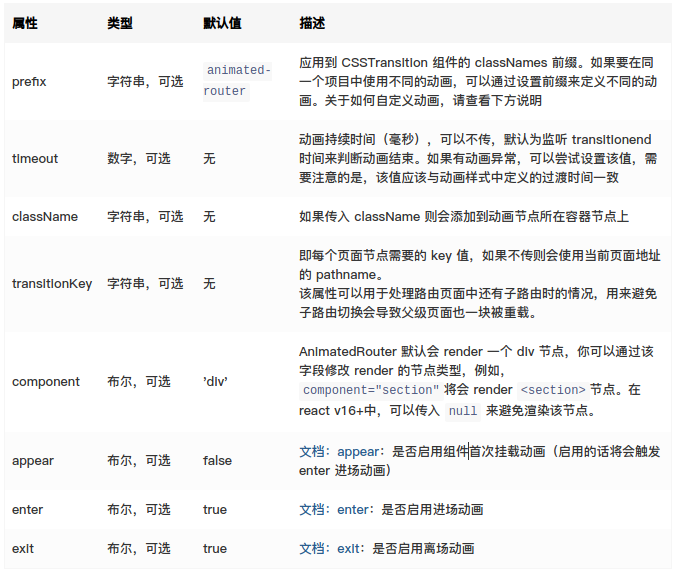 属性 类型 默认值 描述
prefix 字符串，可选 animated-router 应用到 CSSTransition 组件的 classNames 前缀。如果要在同
一个项目中使用不同的动画，可以通过设置前缀来定义不同的动
画。关于如何自定义动画，请查看下方说明
timeout 数字，可选 无 动画持续时间（毫秒），可以不传，默认为监听 transitionend
时间来判断动画结束。如果有动画异常，可以尝试设置该值，需
要注意的是，该值应该与动画样式中定义的过渡时间一致
className 字符串，可选 无 如果传入 className 则会添加到动画节点所在容器节点上
transitionKey 字符串，可选 无 即每个页面节点需要的 key 值，如果不传则会使用当前页面地址
的 pathname。
该属性可以用于处理路由页面中还有子路由时的情况，用来避免
子路由切换会导致父级页面也一块被重载。
component 布尔，可选 'div' AnimatedRouter 默认会 render 一个 div 节点，你可以通过该
字段修改 render 的节点类型，例如，
component="section" 将会 render <section> 节点。在
react v16+中，可以传入 null 来避免渲染该节点。
appear 布尔，可选 false 文档：appear：是否启用组件首次挂载动画（启用的话将会触发
enter 进场动画）
enter 布尔，可选 true 文档：enter：是否启用进场动画
exit 布尔，可选 true 文档：exit：是否启用离场动画